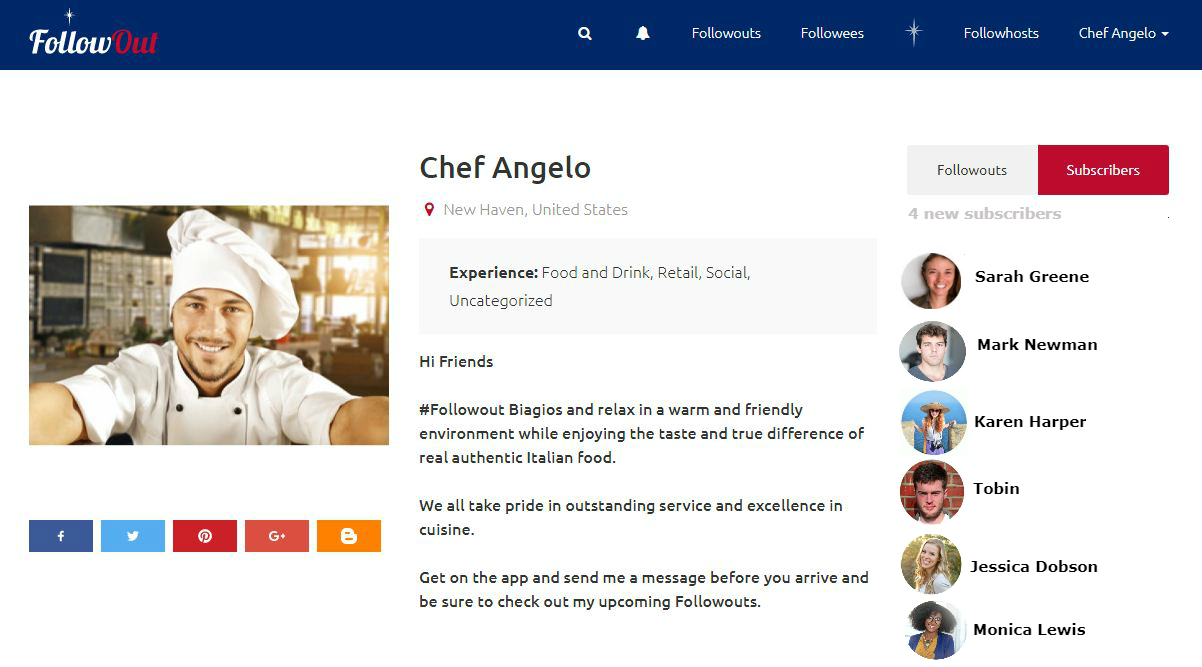 FollowOut
Followouts
Followees
Followhosts
Chef Angelo
Chef Angelo
New Haven, United States
Experience: Food and Drink, Retail, Social,
Uncategorized
Hi Friends
#Followout Biagios and relax in a warm and friendly
environment while enjoying the taste and true difference of
real authentic Italian food.
We all take pride in outstanding service and excellence in
cuisine.
Get on the app and send me a message before you arrive and
be sure to check out my upcoming Followouts.
Followouts
Subscribers
4 new subscribers
Sarah Greene
Mark Newman
Karen Harper
Tobin
Jessica Dobson
Monica Lewis